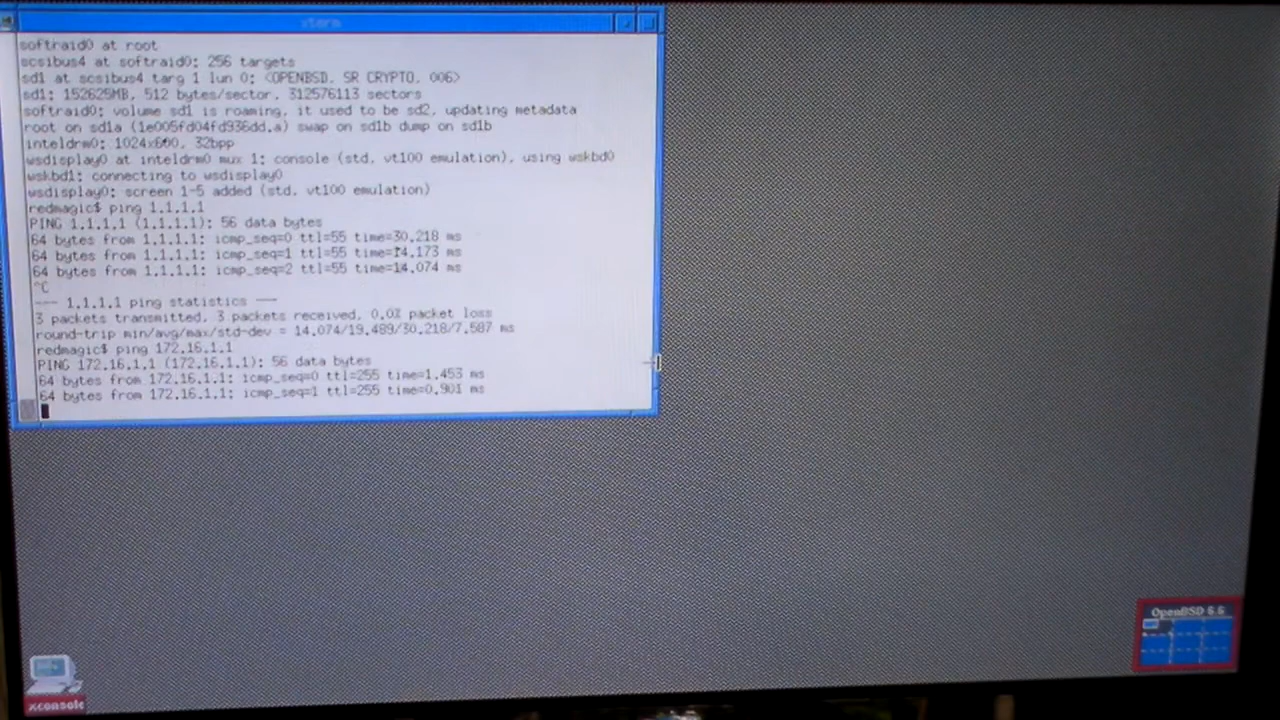 xterm
softraid0 at root
scsibus4 at softraid0: 256 targets
sd1 at scsibus4 targ 1 lun 0: <OPENBSD, SR CRYPTO, 006>
sd1: 152625MB, 512 bytes/sector, 312576113 sectors
softraid0: volume sd1 is roaming, it used to be sd2, updating metadata
root on sd1a (1e005fd04fd936dd.a) swap on sd1b dump on sd1b
inteldrm0: 1024x600, 32bpp
wsdisplay0 at inteldrm0 mux 1: console (std, vt100 emulation), using wskbd0
wskbd1: connecting to wsdisplay0
wsdisplay0: screen 1-5 added (std, vt100 emulation)
redmagic$ ping 1.1.1.1
PING 1.1.1.1 (1.1.1.1): 56 data bytes
64 bytes from 1.1.1.1: icmp_seq=0 ttl=55 time=30.218 ms
64 bytes from 1.1.1.1: icmp_seq=1 ttl=55 time=14.173 ms
64 bytes from 1.1.1.1: icmp_seq=2 ttl=55 time=14.074 ms
^C
--- 1.1.1.1 ping statistics ---
3 packets transmitted, 3 packets received, 0.0% packet loss
round-trip min/avg/max/std-dev = 14.074/19.489/30.218/7.587 ms
redmagic$ ping 172.16.1.1
PING 172.16.1.1 (172.16.1.1): 56 data bytes
64 bytes from 172.16.1.1: icmp_seq=0 ttl=255 time=1.453 ms
64 bytes from 172.16.1.1: icmp_seq=1 ttl=255 time=0.901 ms
OpenBSD 6.6
xconsole